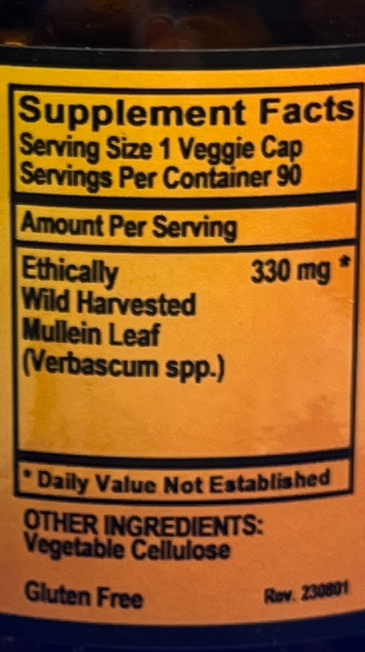 Supplement Facts
Serving Size 1 Veggie Cap
Servings Per Container 90
Amount Per Serving
Ethically 330 mg *
Wild Harvested
Mullein Leaf
(Verbascum spp.)
* Daily Value Not Established
OTHER INGREDIENTS:
Vegetable Cellulose
Gluten Free Rev. 230801